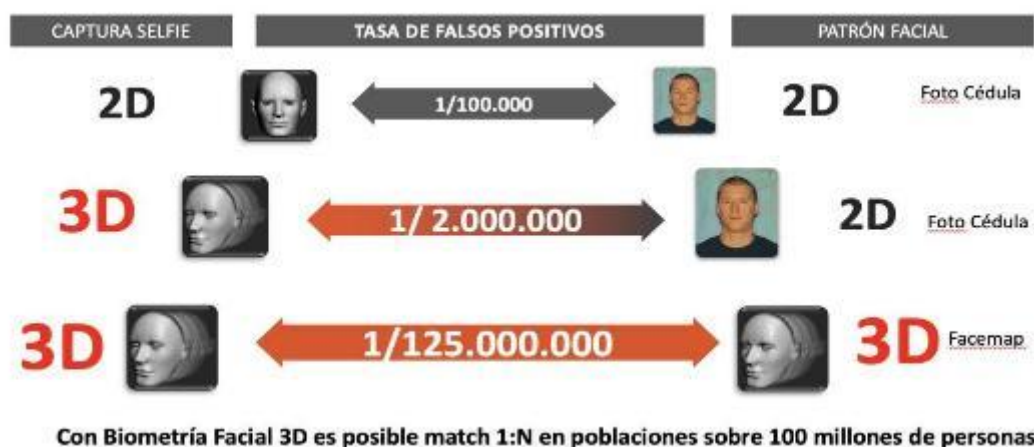 CAPTURA SELFIE TASA DE FALSOS POSITIVOS PATRÓN FACIAL
2D 1/100.000 2D Foto Cédula
3D 1/ 2.000.000 2D Foto Cédula
3D 1/125.000.000 3D Facemap
Con Biometría Facial 3D es posible match 1:N en poblaciones sobre 100 millones de personas